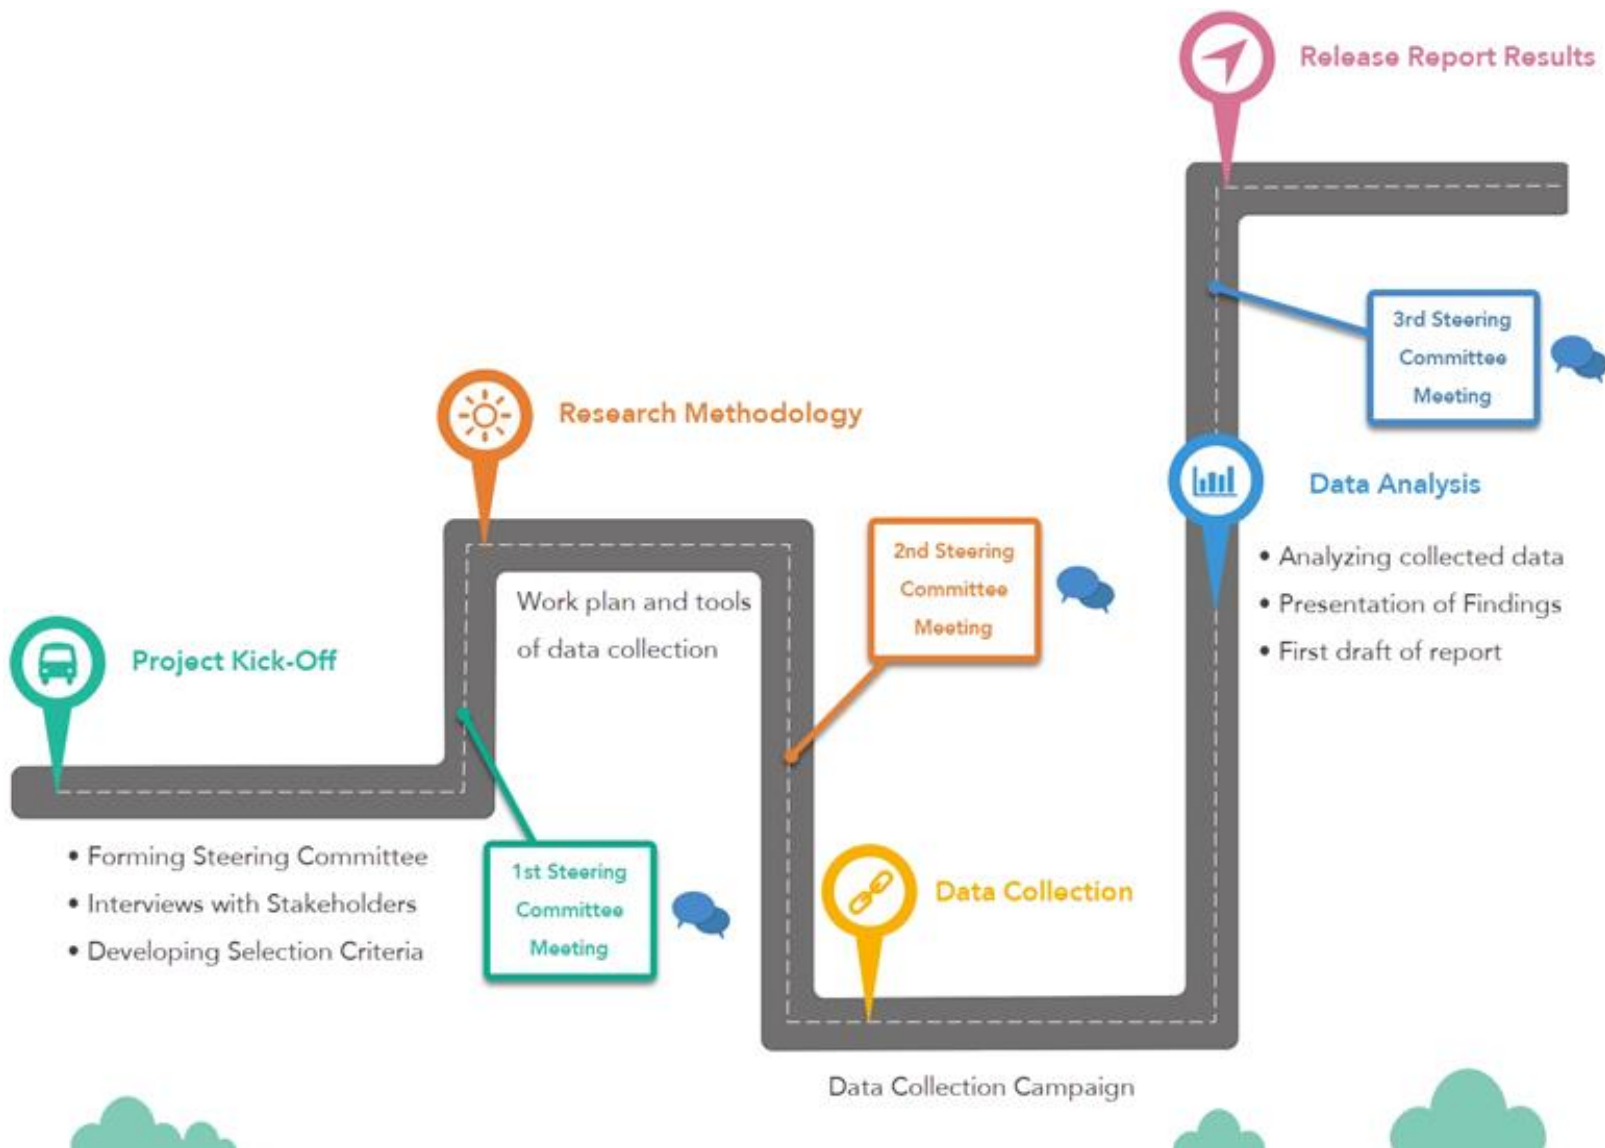 Release Report Results
3rd Steering
Committee
Meeting
Research Methodology
Data Analysis
2nd Steering
Committee
Meeting
• Analyzing collected data
• Presentation of Findings
• First draft of report
Work plan and tools
of data collection
Project Kick-Off
• Forming Steering Committee
• Interviews with Stakeholders
• Developing Selection Criteria
1st Steering
Committee
Meeting
Data Collection
Data Collection Campaign